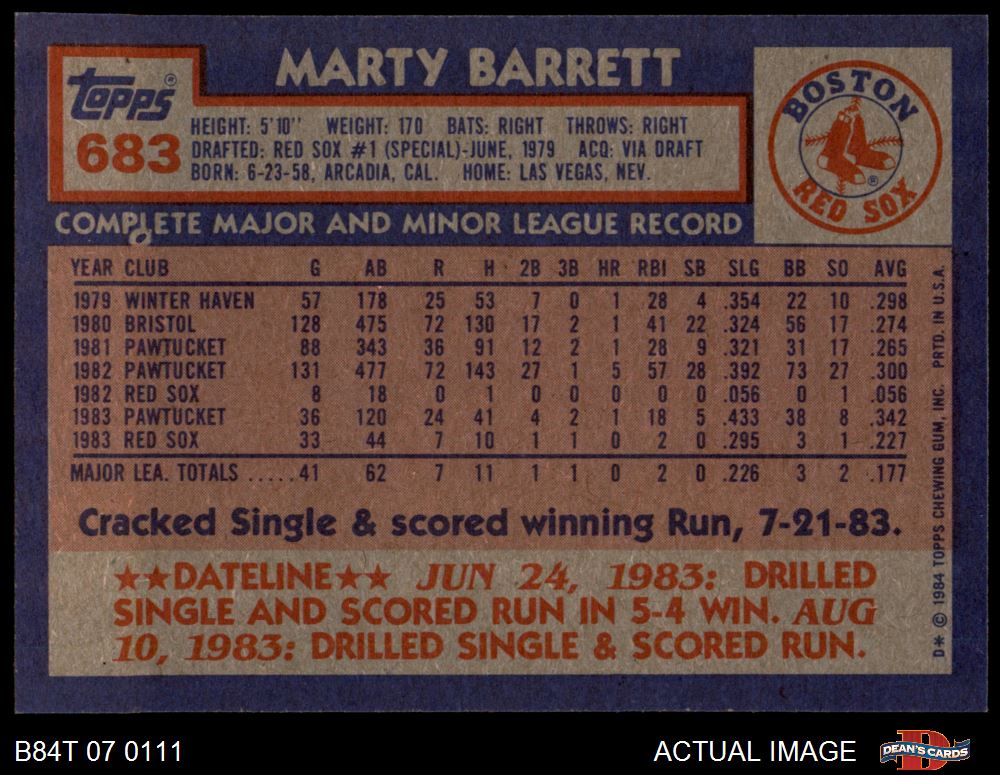 MARTY BARRETT
Topps®
683
HEIGHT: 5'10" WEIGHT: 170 BATS: RIGHT THROWS: RIGHT
DRAFTED: RED SOX #1 (SPECIAL)-JUNE, 1979 ACQ: VIA DRAFT
BORN: 6-23-58, ARCADIA, CAL. HOME: LAS VEGAS, NEV.
BOSTON
RED SOX
®
COMPLETE MAJOR AND MINOR LEAGUE RECORD
YEAR CLUB G AB R H 2B 3B HR RBI SB SLG BB SO AVG
1979 WINTER HAVEN 57 178 25 53 7 0 1 28 4 .354 22 10 .298
1980 BRISTOL 128 475 72 130 17 2 1 41 22 .324 56 17 .274
1981 PAWTUCKET 88 343 36 91 12 2 1 28 9 .321 31 17 .265
1982 PAWTUCKET 131 477 72 143 27 1 5 57 28 .392 73 27 .300
1982 RED SOX 8 18 0 1 0 0 0 0 0 .056 0 1 .056
1983 PAWTUCKET 36 120 24 41 4 2 1 18 5 .433 38 8 .342
1983 RED SOX 33 44 7 10 1 1 0 2 0 .295 3 1 .227
MAJOR LEA. TOTALS .....41 62 7 11 1 1 0 2 0 .226 3 2 .177
Cracked Single & scored winning Run, 7-21-83.
★★DATELINE★★ JUN 24, 1983: DRILLED
SINGLE AND SCORED RUN IN 5-4 WIN. AUG
10, 1983: DRILLED SINGLE & SCORED RUN.
D* © 1984 TOPPS CHEWING GUM, INC. PRTD. IN U.S.A.
B84T 07 0111
ACTUAL IMAGE
D
DEAN'S CARDS